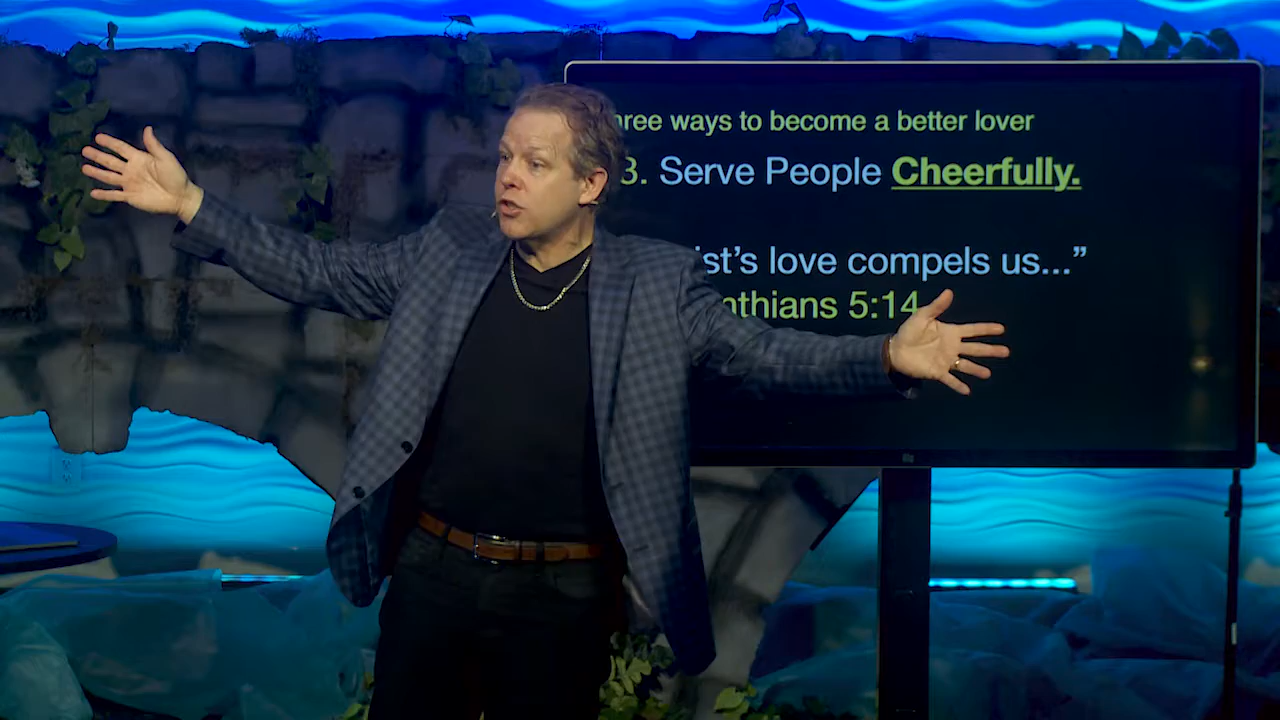 hree ways to become a better lover
3. Serve People Cheerfully.
ist's love compels us..."
nthians 5:14